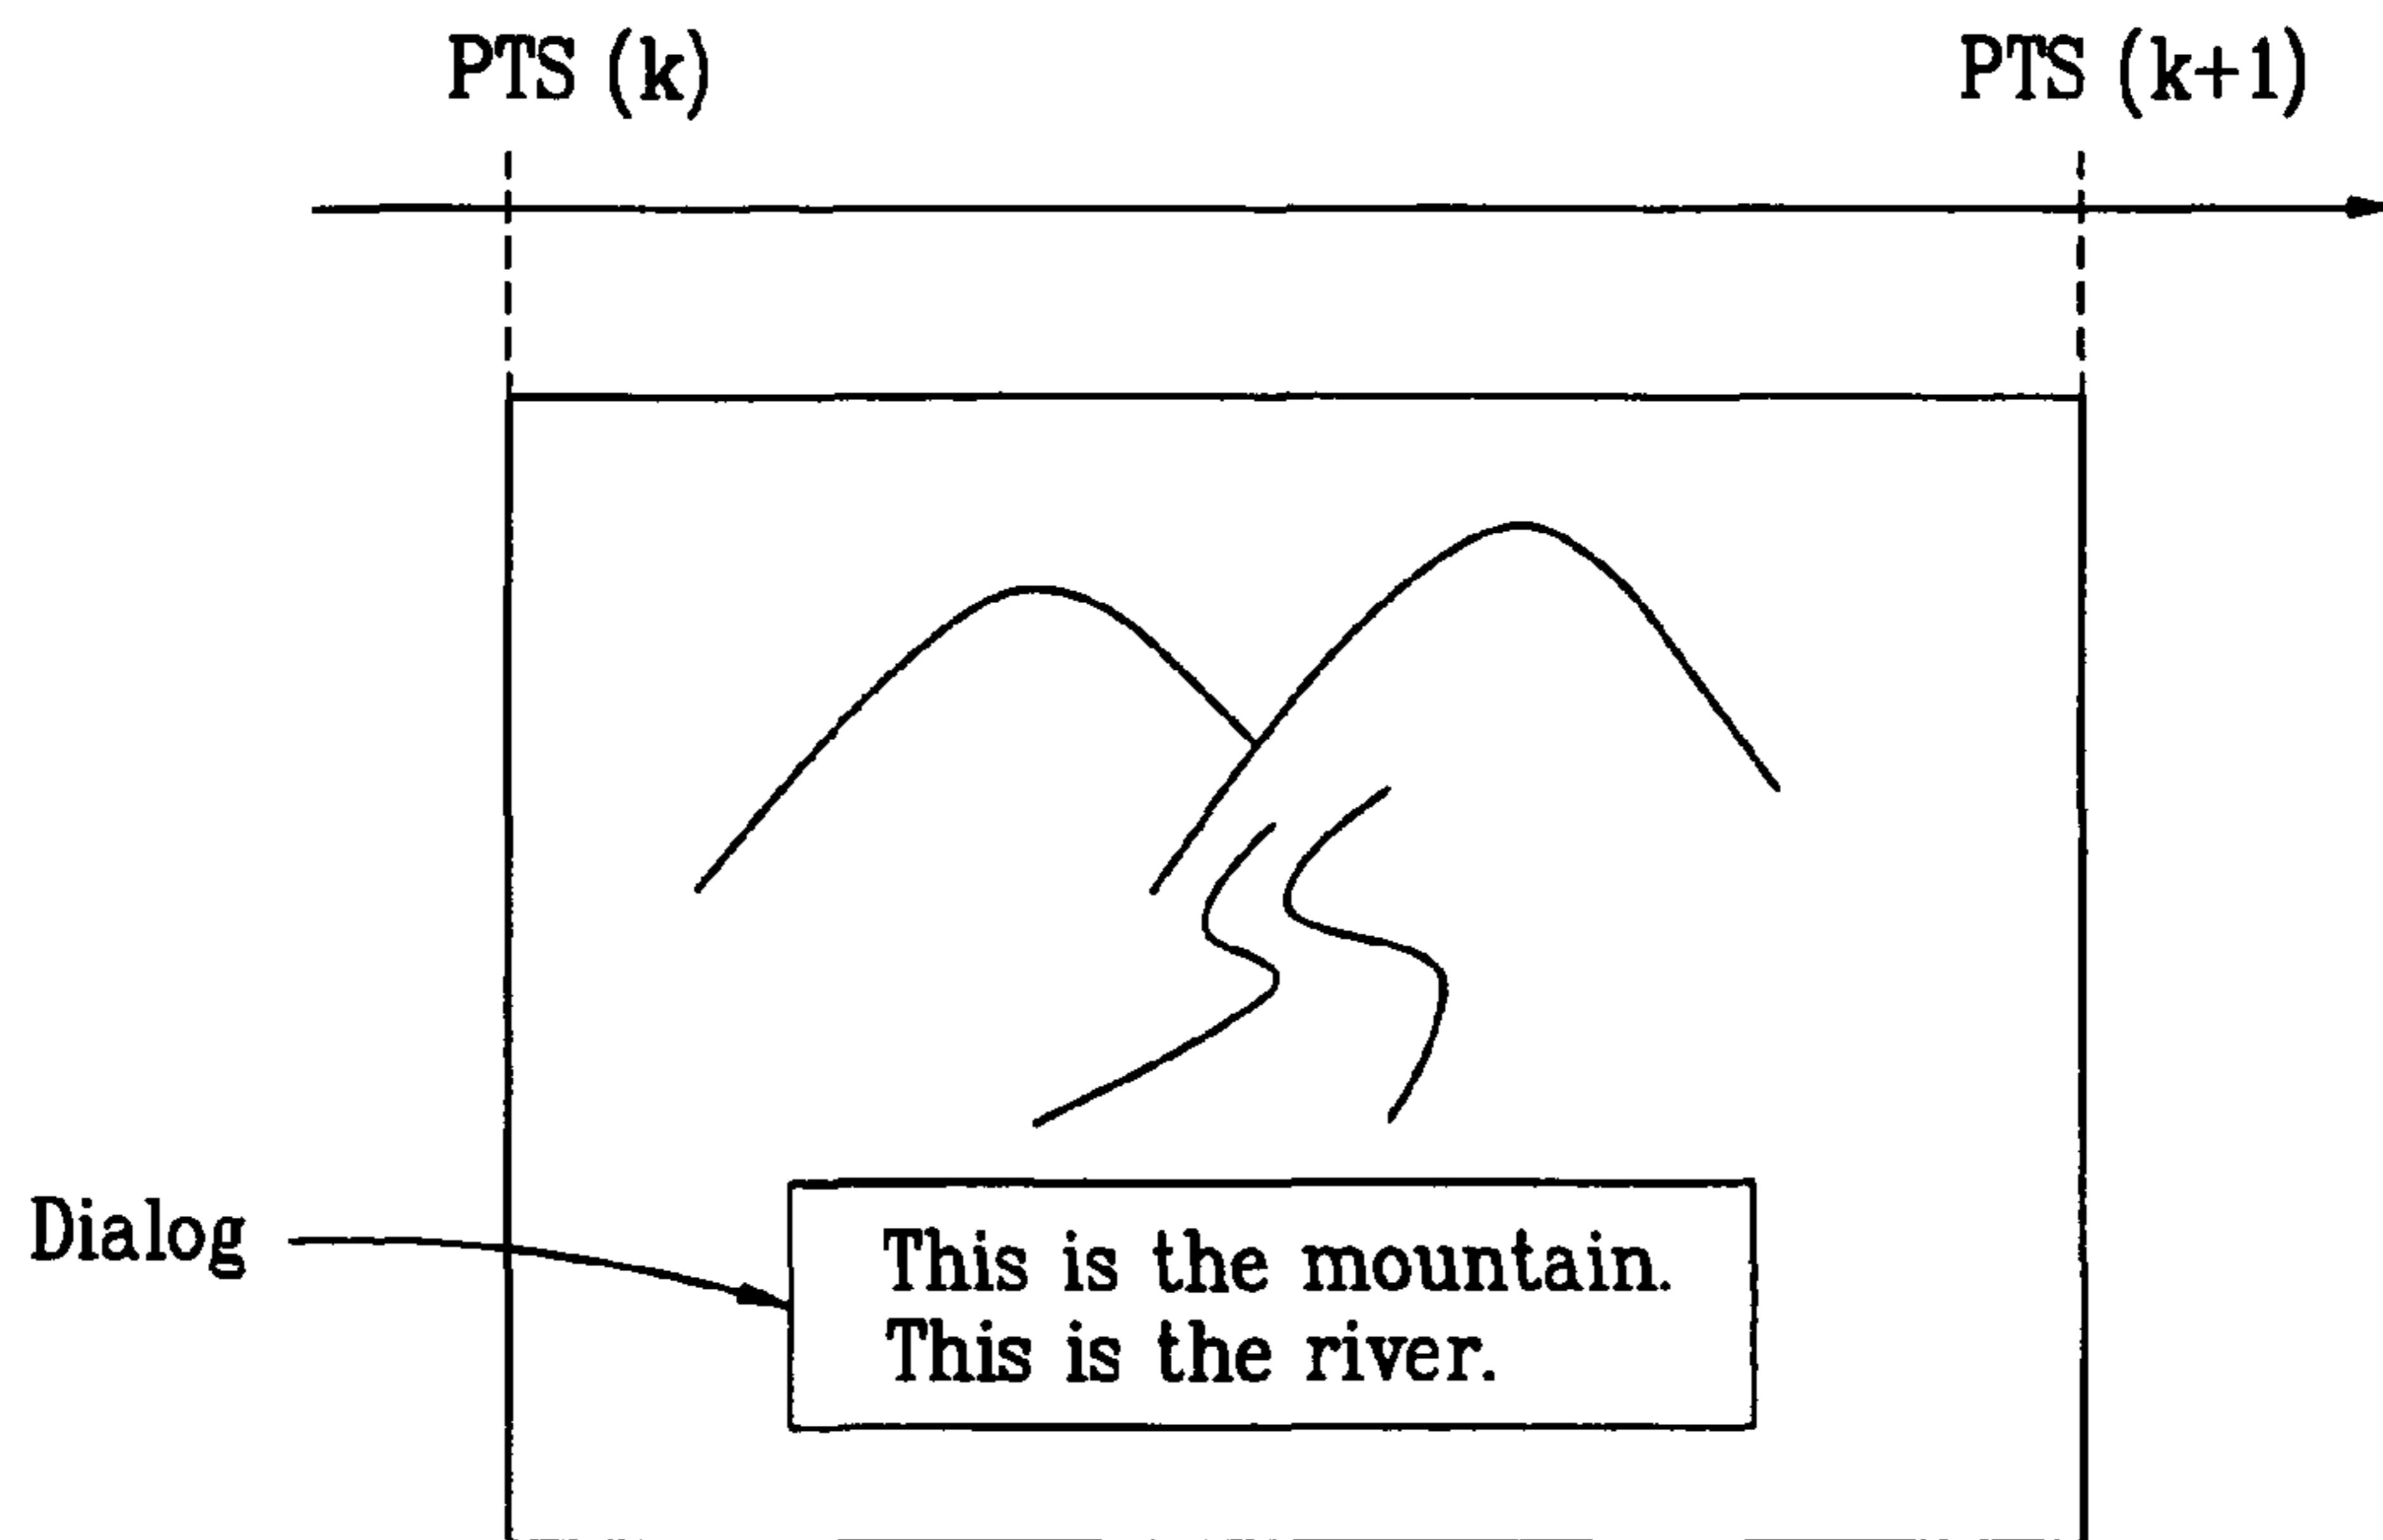 PTS (k) PTS (k+1)
Dialog
This is the mountain.
This is the river.